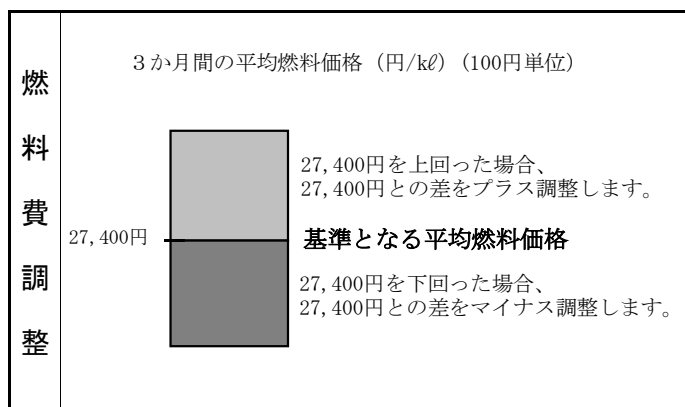 燃料費調整
３か月間の平均燃料価格（円/kℓ）(100円単位）
27,400円を上回った場合、
27,400円との差をプラス調整します。
27,400円
基準となる平均燃料価格
27,400円を下回った場合、
27,400円との差をマイナス調整します。